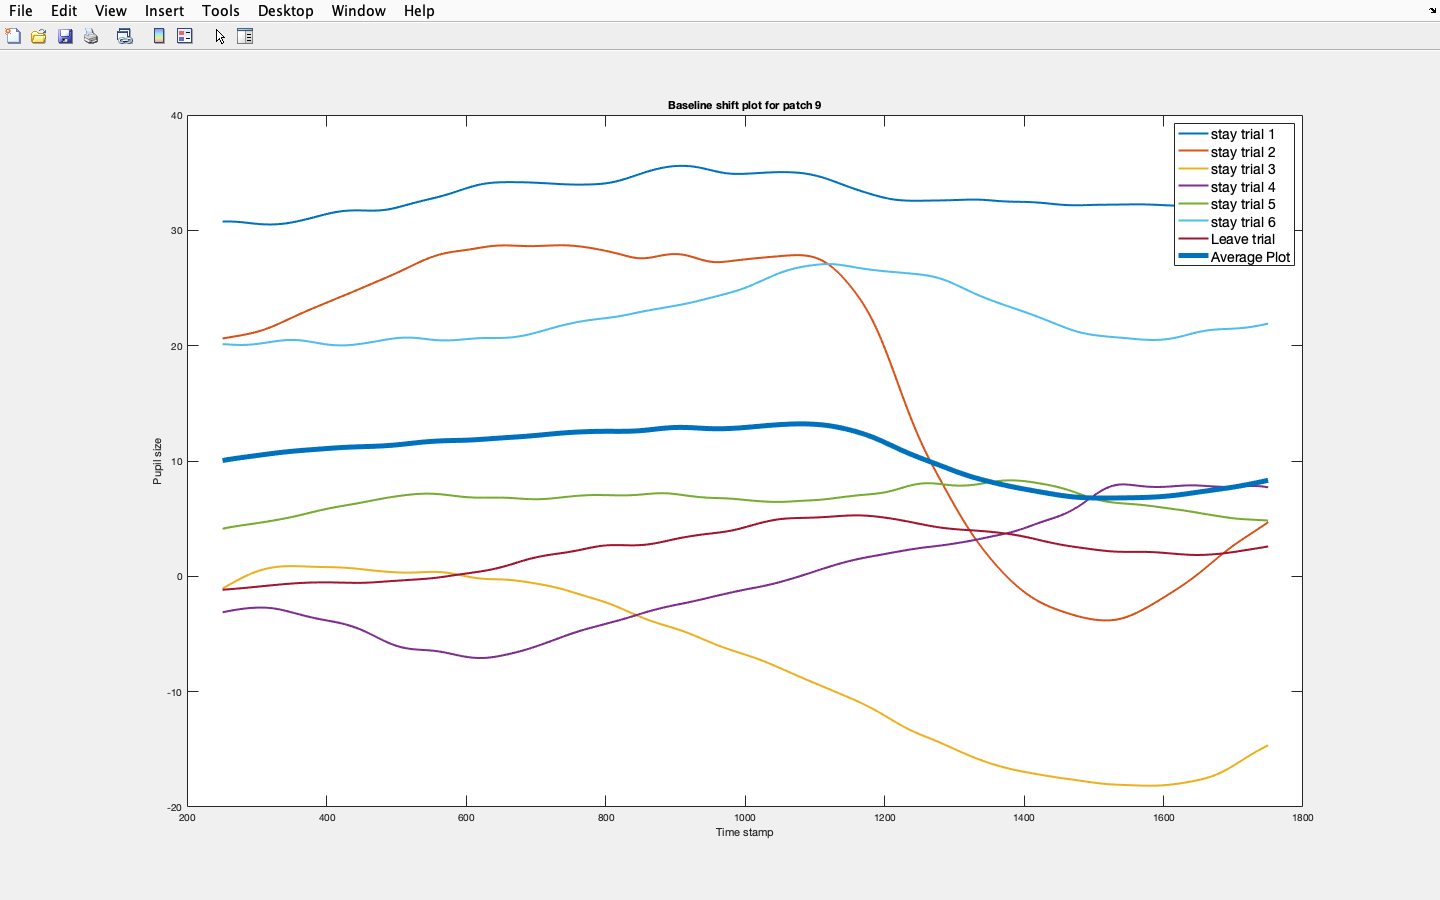 File Edit View Insert Tools Desktop Window Help
Baseline shift plot for patch 9
40
30
20
10
0
-10
-20
Pupil size
stay trial 1
stay trial 2
stay trial 3
stay trial 4
stay trial 5
stay trial 6
Leave trial
Average Plot
200 400 600 800 1000 1200 1400 1600 1800
Time stamp